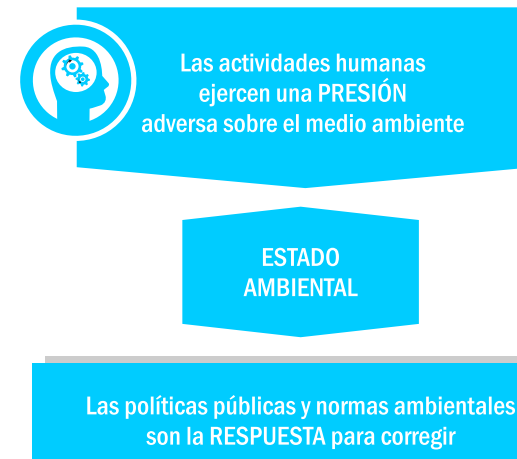 Las actividades humanas
ejercen una PRESIÓN
adversa sobre el medio ambiente
ESTADO
AMBIENTAL
Las políticas públicas y normas ambientales
son la RESPUESTA para corregir